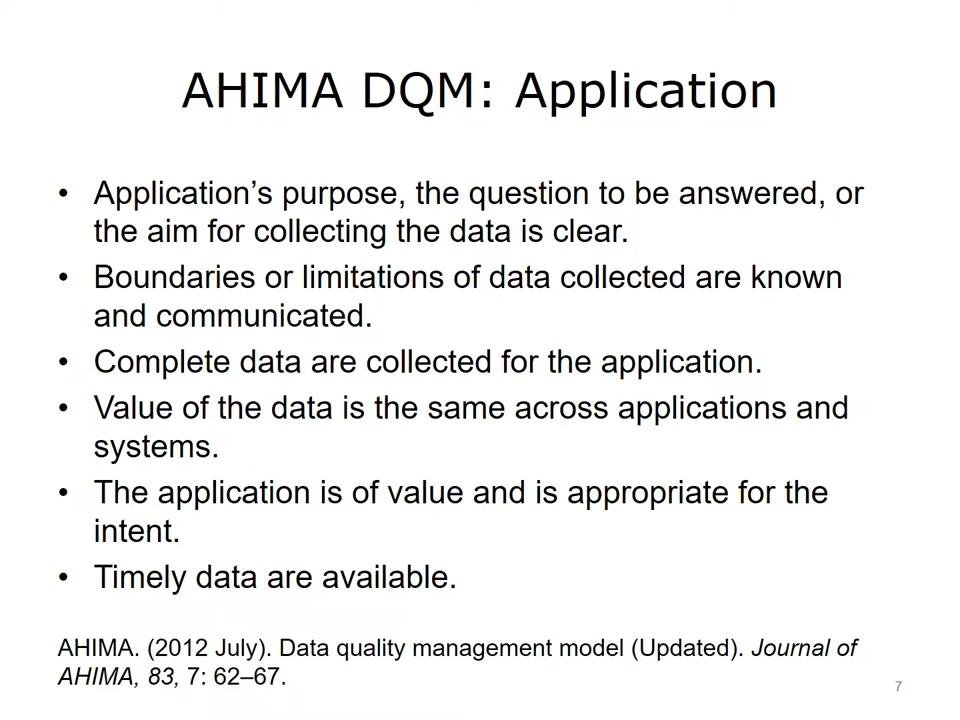 AHIMA DQM: Application
• Application’s purpose, the question to be answered, or
the aim for collecting the data is clear.
• Boundaries or limitations of data collected are known
and communicated.
• Complete data are collected for the application.
• Value of the data is the same across applications and
systems.
• The application is of value and is appropriate for the
intent.
• Timely data are available.
AHIMA. (2012 July). Data quality management model (Updated). Journal of
AHIMA, 83, 7: 62–67.
7